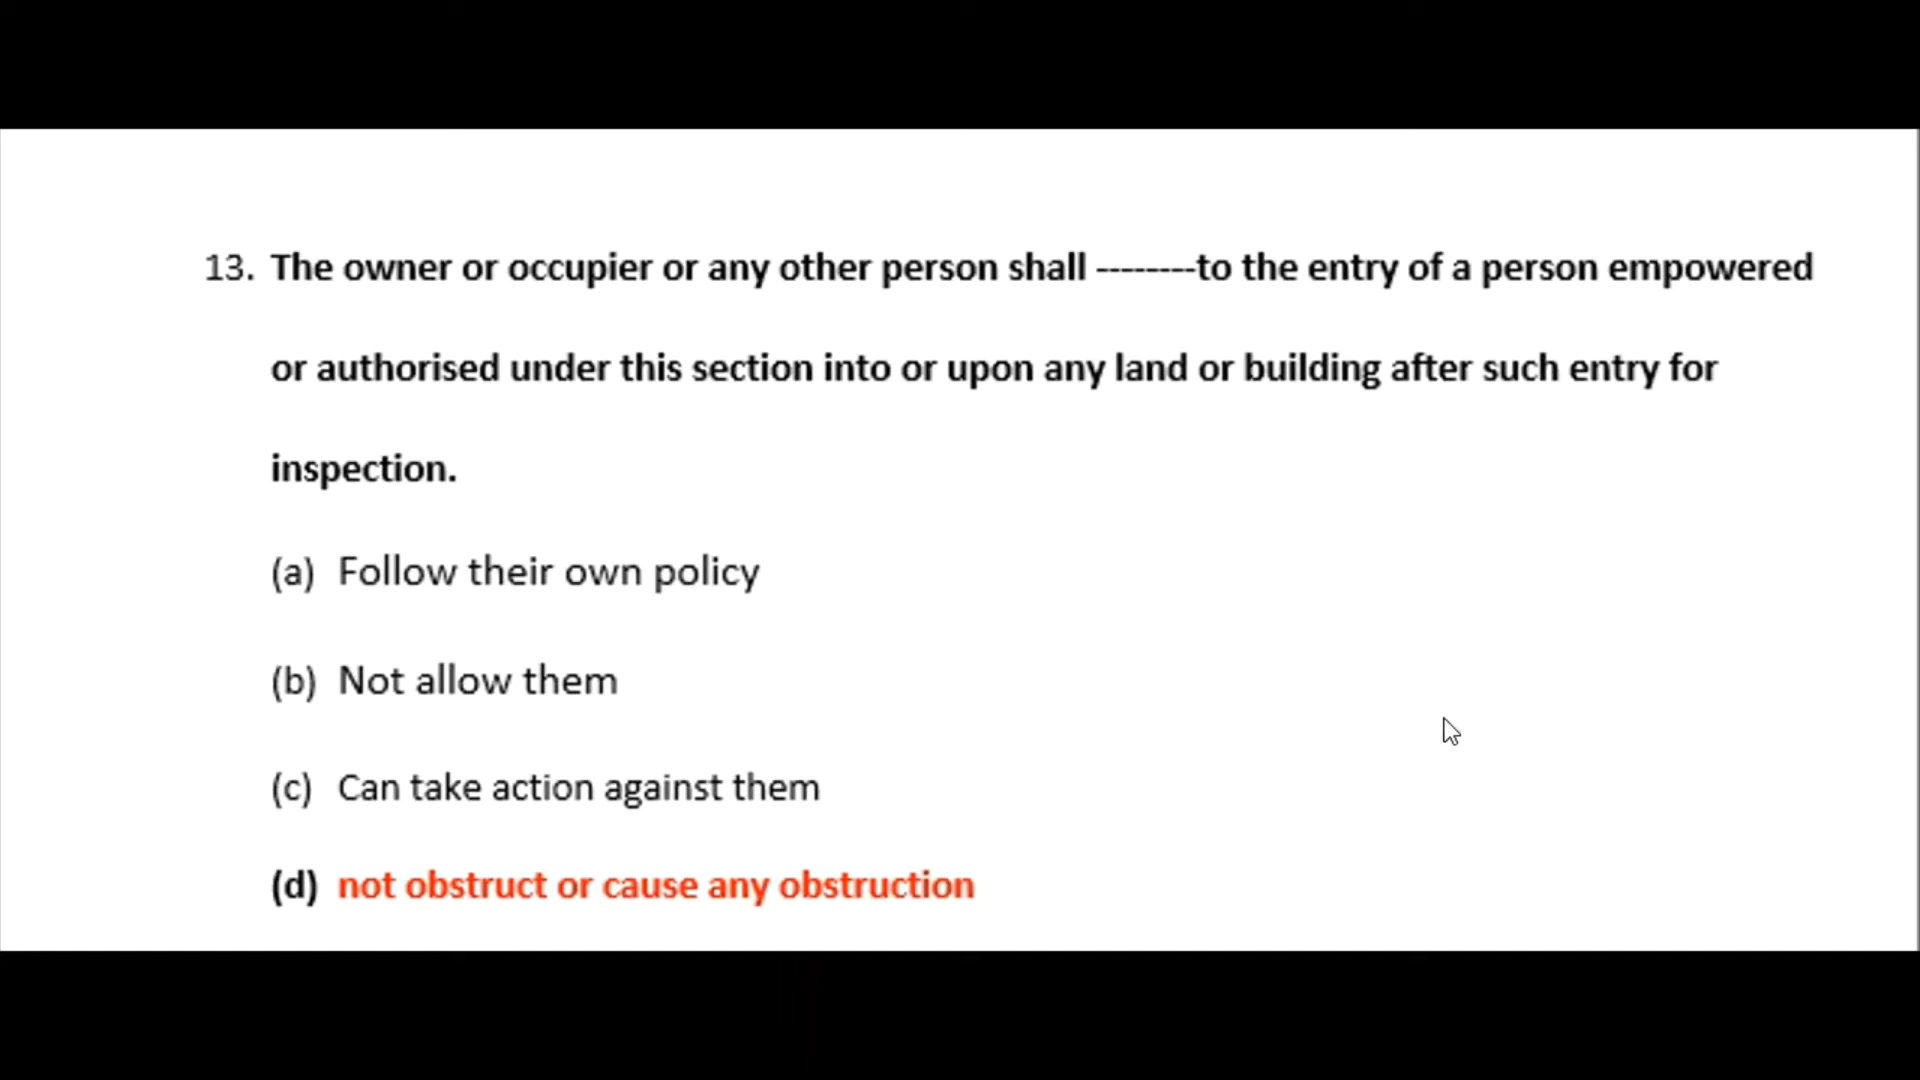 13. The owner or occupier or any other person shall --------to the entry of a person empowered
or authorised under this section into or upon any land or building after such entry for
inspection.
(a) Follow their own policy
(b) Not allow them
(c) Can take action against them
(d) not obstruct or cause any obstruction